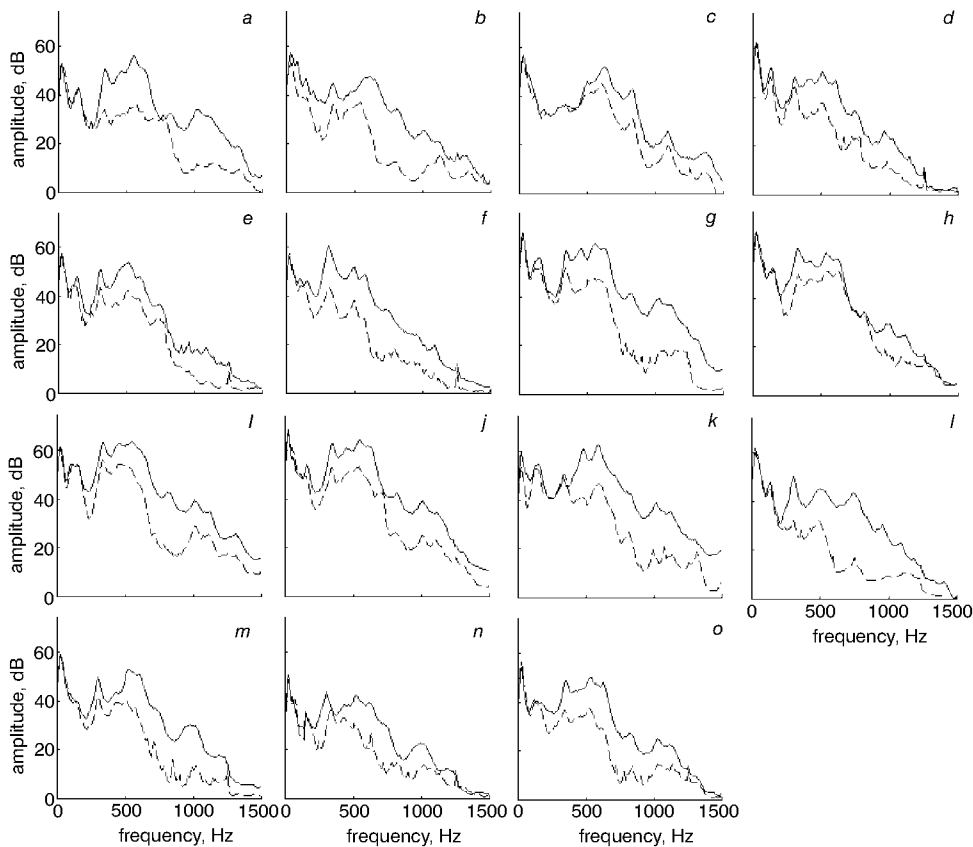 a b c d
amplitude, dB
60
40
20
0
e f g h
amplitude, dB
60
40
20
0
I j k l
amplitude, dB
60
40
20
0
0 500 1000 1500
frequency, Hz
m n o
amplitude, dB
60
40
20
0
0 500 1000 1500 0 500 1000 1500 0 500 1000 1500
frequency, Hz frequency, Hz frequency, Hz